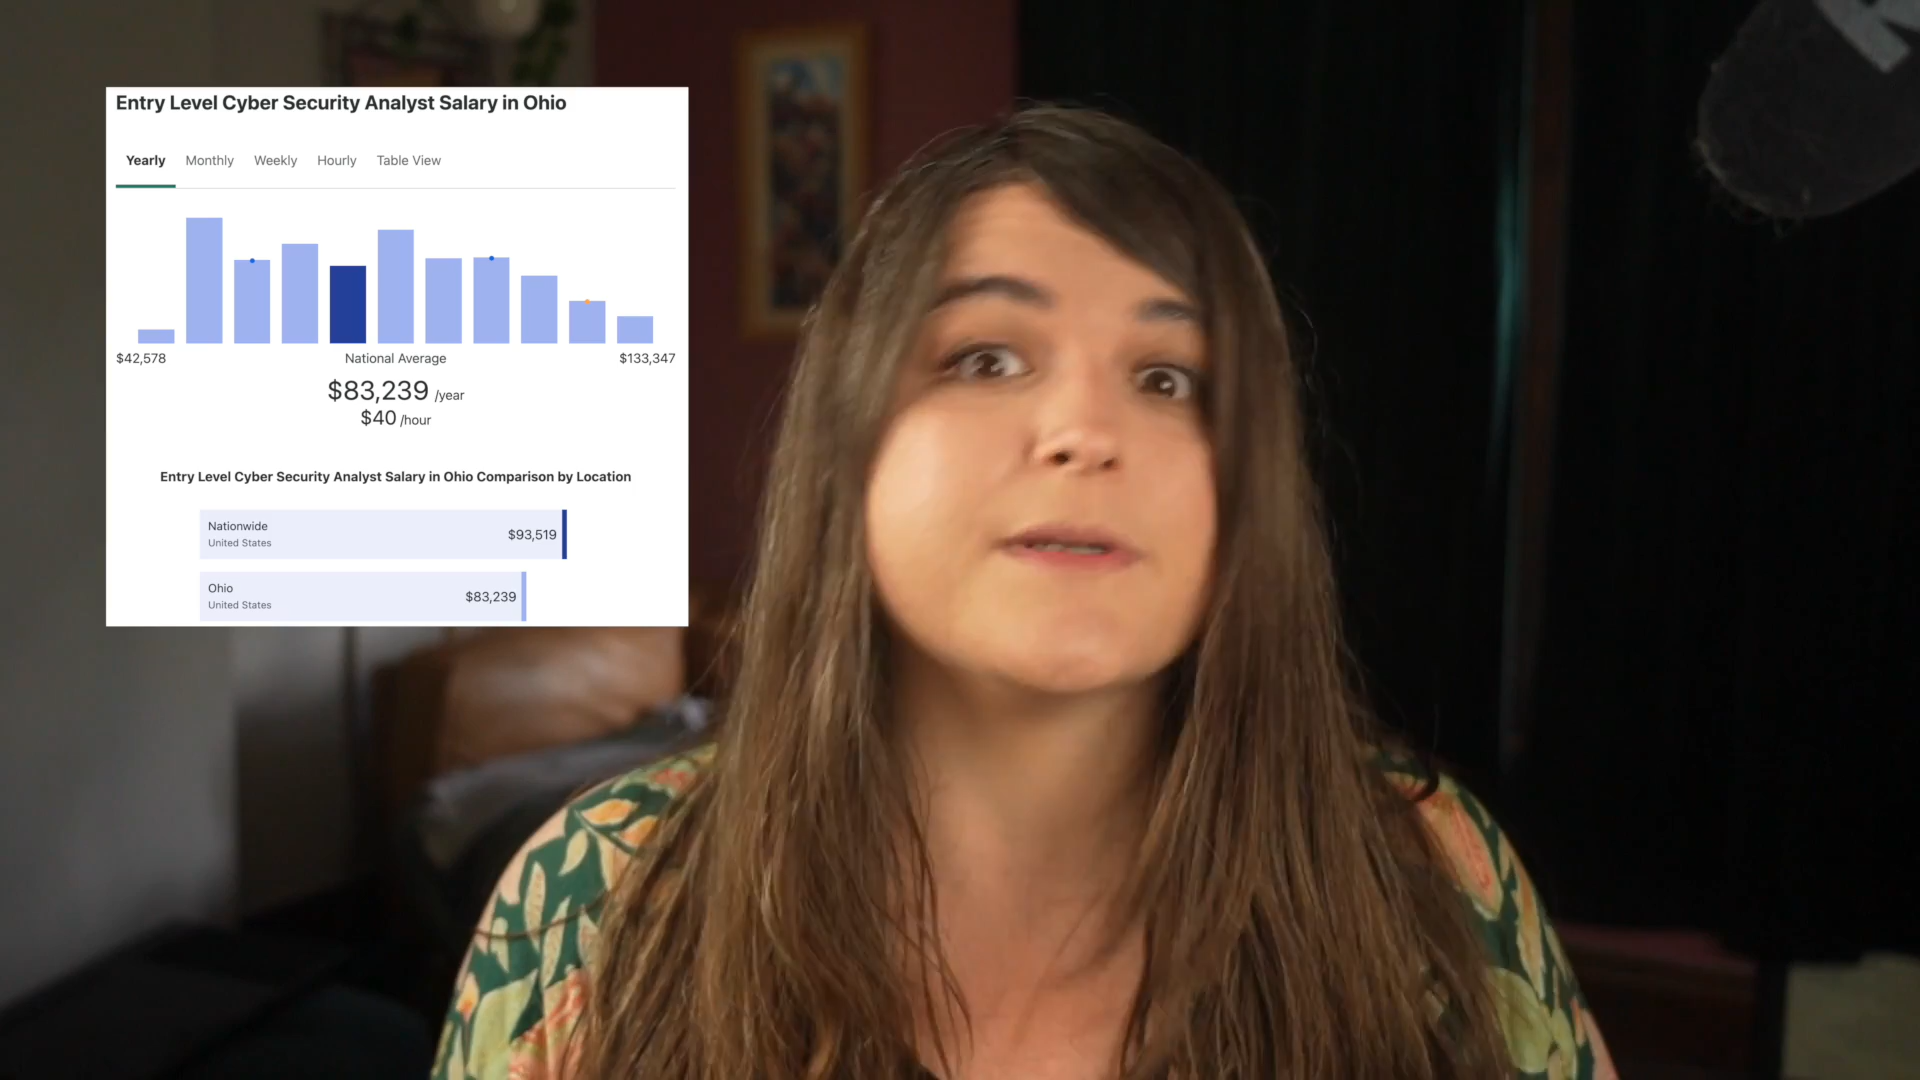 Entry Level Cyber Security Analyst Salary in Ohio
Yearly Monthly Weekly Hourly Table View
$42,578 National Average $133,347
$83,239 /year
$40 /hour
Entry Level Cyber Security Analyst Salary in Ohio Comparison by Location
Nationwide
United States
$93,519
Ohio
United States
$83,239